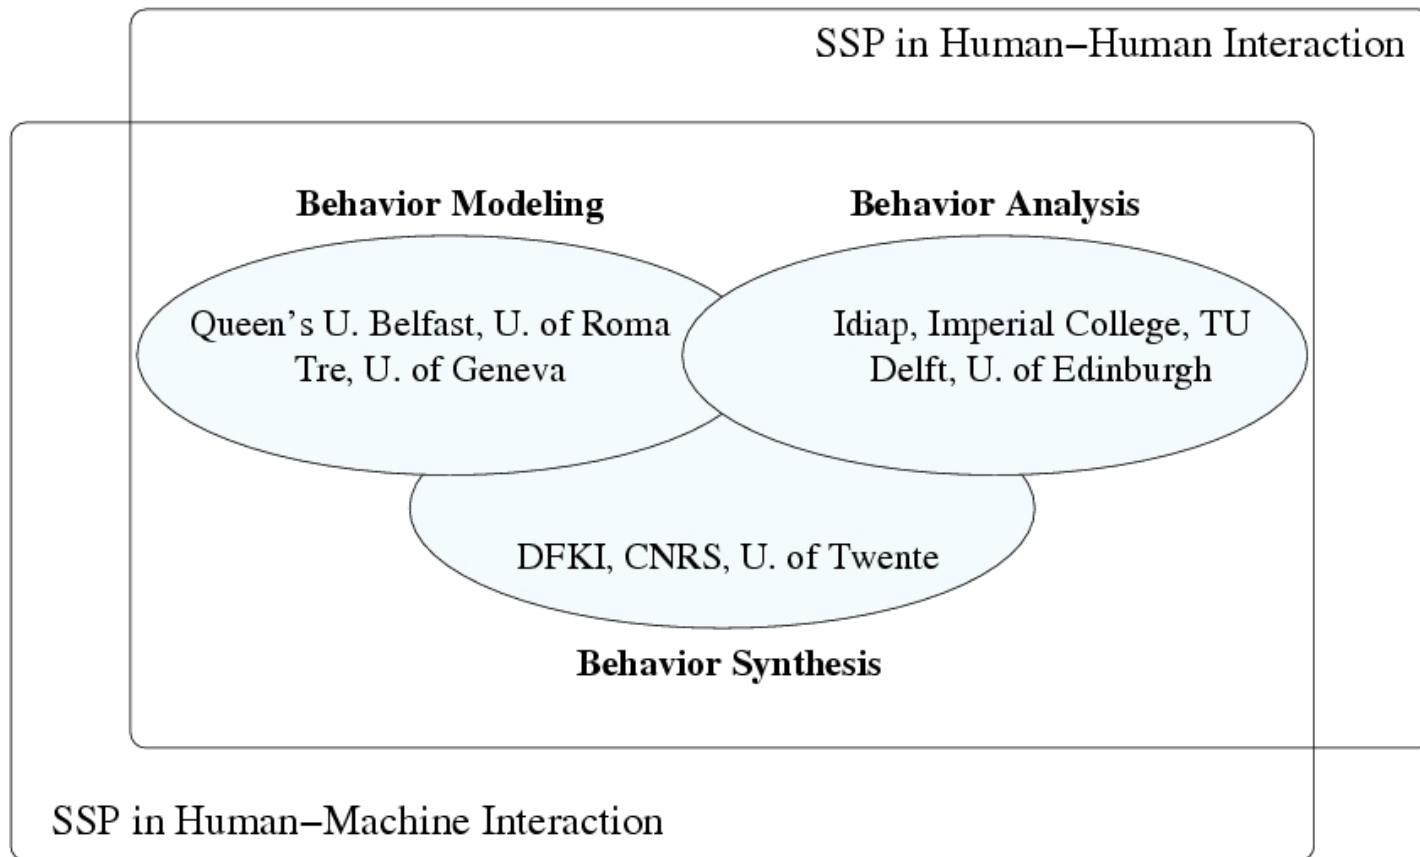 SSP in Human–Human Interaction
Behavior Modeling
Behavior Analysis
Queen's U. Belfast, U. of Roma
Tre, U. of Geneva
Idiap, Imperial College, TU
Delft, U. of Edinburgh
DFKI, CNRS, U. of Twente
Behavior Synthesis
SSP in Human–Machine Interaction